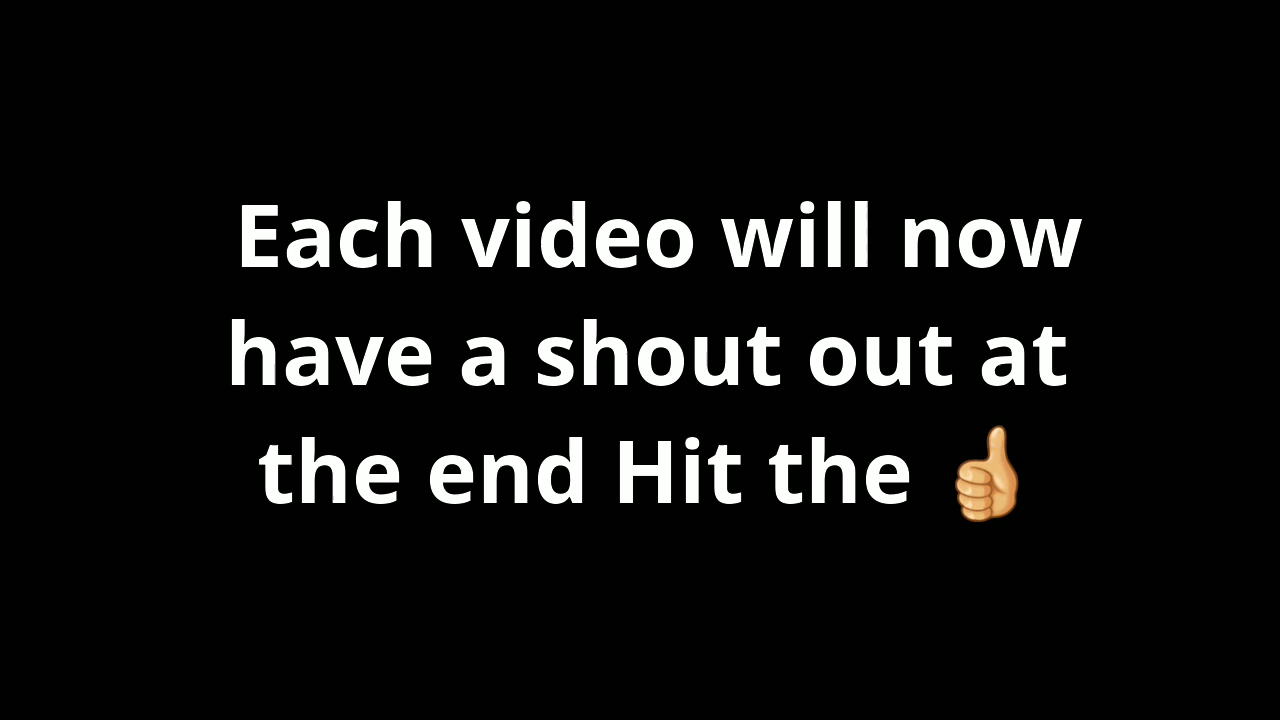 Each video will now
have a shout out at
the end Hit the 👍